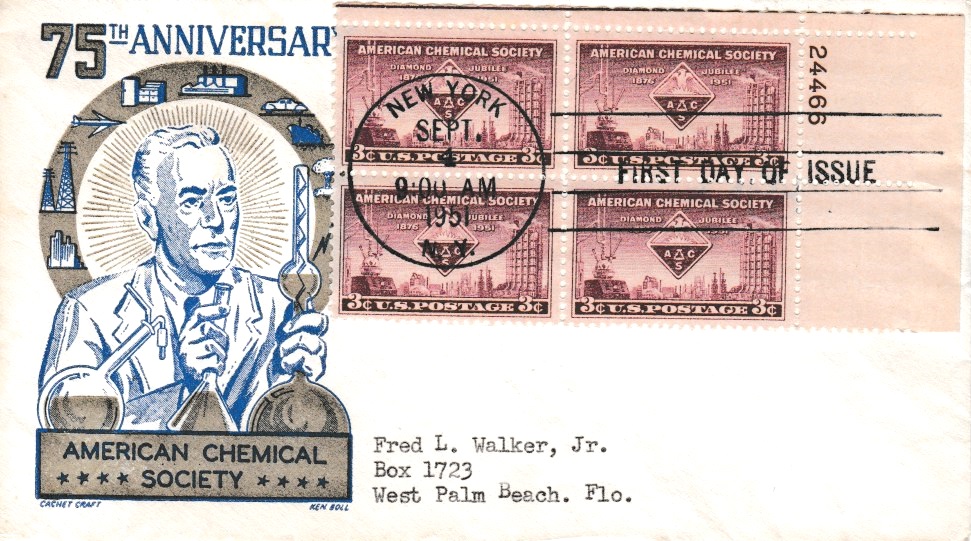 75TH ANNIVERSARY
AMERICAN CHEMICAL
**** SOCIETY ****
CACHET CRAFT
KEN BOLL
AMERICAN CHEMICAL SOCIETY
DIAMOND JUBILEE
1876 1951
A C
S
3¢ U.S. POSTAGE 3¢
AMERICAN CHEMICAL SOCIETY
DIAMOND JUBILEE
1876 1951
A C
S
3¢ U.S. POSTAGE 3¢
24466
NEW YORK
SEPT.
4
9:00 AM
1951
N.Y.
FIRST DAY OF ISSUE
AMERICAN CHEMICAL SOCIETY
DIAMOND JUBILEE
1876 1951
A C
S
3¢ U.S. POSTAGE 3¢
AMERICAN CHEMICAL SOCIETY
DIAMOND JUBILEE
1876 1951
A C
S
3¢ U.S. POSTAGE 3¢
Fred L. Walker, Jr.
Box 1723
West Palm Beach. Flo.